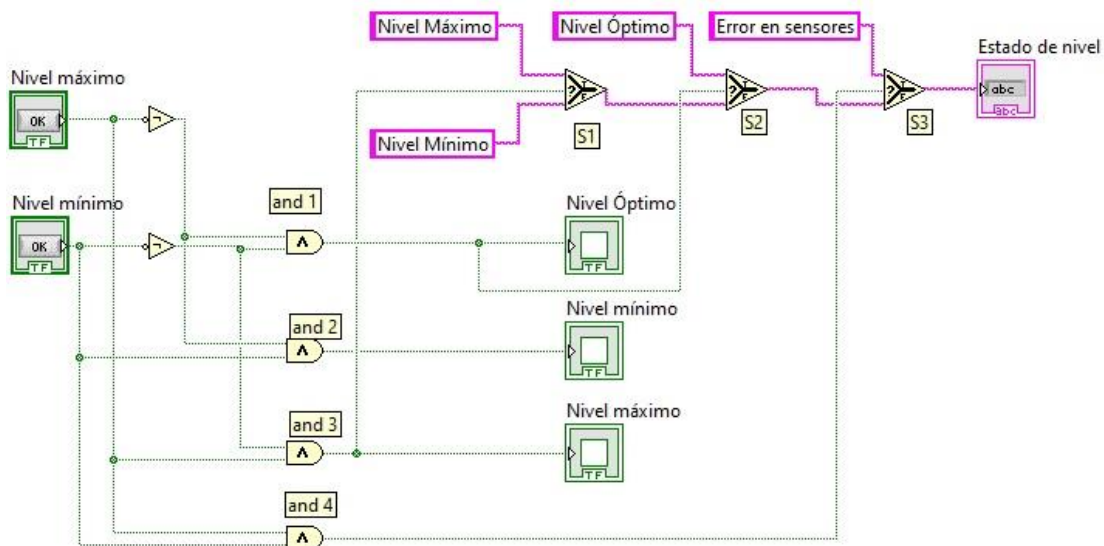 Nivel Máximo
Nivel Óptimo
Error en sensores
Estado de nivel
abc
abc
Nivel máximo
OK
TF
T
F
?
T
F
?
T
F
?
S1
S2
S3
Nivel Mínimo
Nivel mínimo
OK
TF
and 1
Nivel Óptimo
TF
and 2
Nivel mínimo
TF
and 3
Nivel máximo
TF
and 4